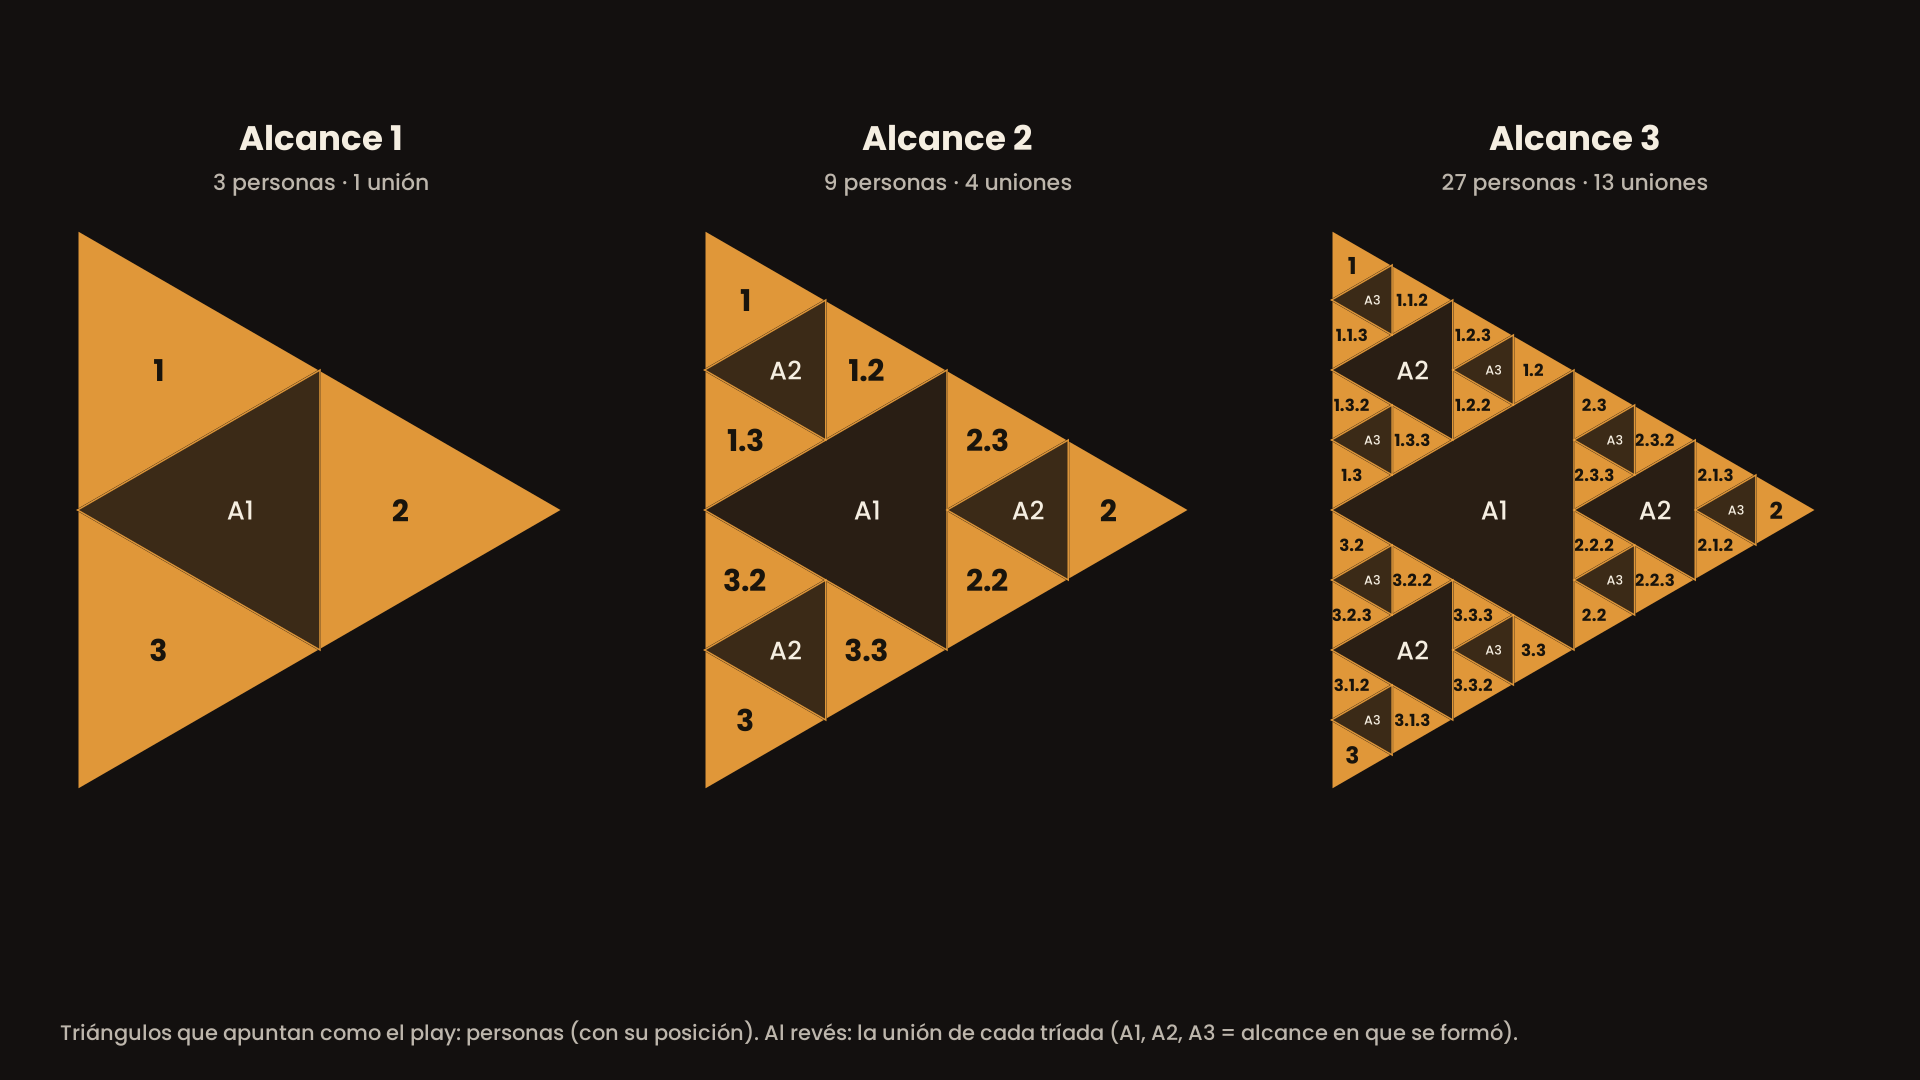 Alcance 1
3 personas · 1 unión
1
A1
2
3
Alcance 2
9 personas · 4 uniones
1
A2
1.2
1.3
2.3
A1
A2
2
3.2
2.2
A2
3.3
3
Alcance 3
27 personas · 13 uniones
1
A3
1.1.2
1.1.3
1.2.3
A2
A3
1.2
1.3.2
1.2.2
2.3
A3
1.3.3
A3
2.3.2
1.3
2.3.3
2.1.3
A1
A2
A3
2
3.2
2.2.2
2.1.2
A3
3.2.2
A3
2.2.3
3.2.3
3.3.3
2.2
A2
A3
3.3
3.1.2
3.3.2
A3
3.1.3
3
Triángulos que apuntan como el play: personas (con su posición). Al revés: la unión de cada tríada (A1, A2, A3 = alcance en que se formó).